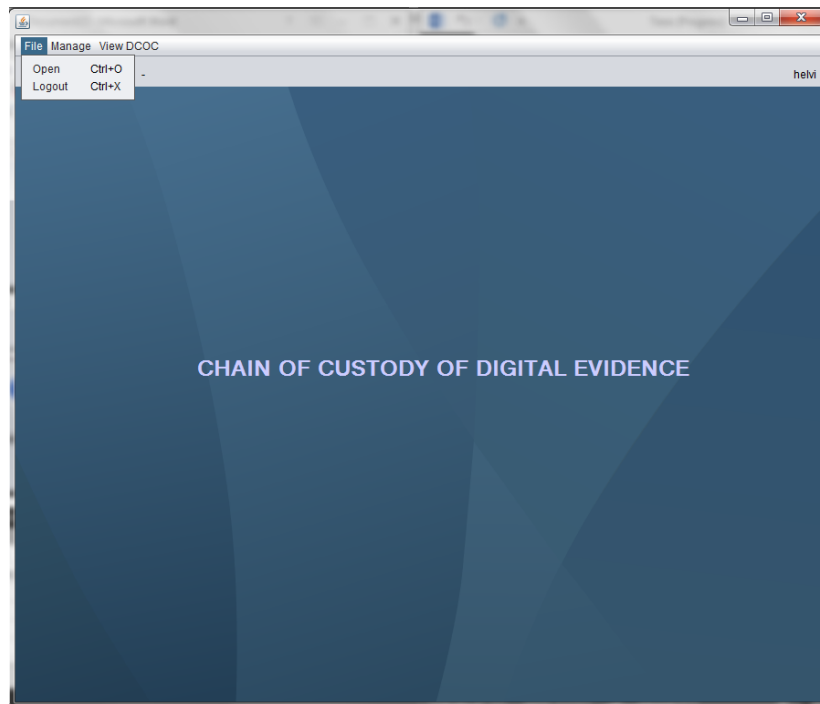 File Manage View DCOC
Open Ctrl+O
Logout Ctrl+X
-
helvi
CHAIN OF CUSTODY OF DIGITAL EVIDENCE